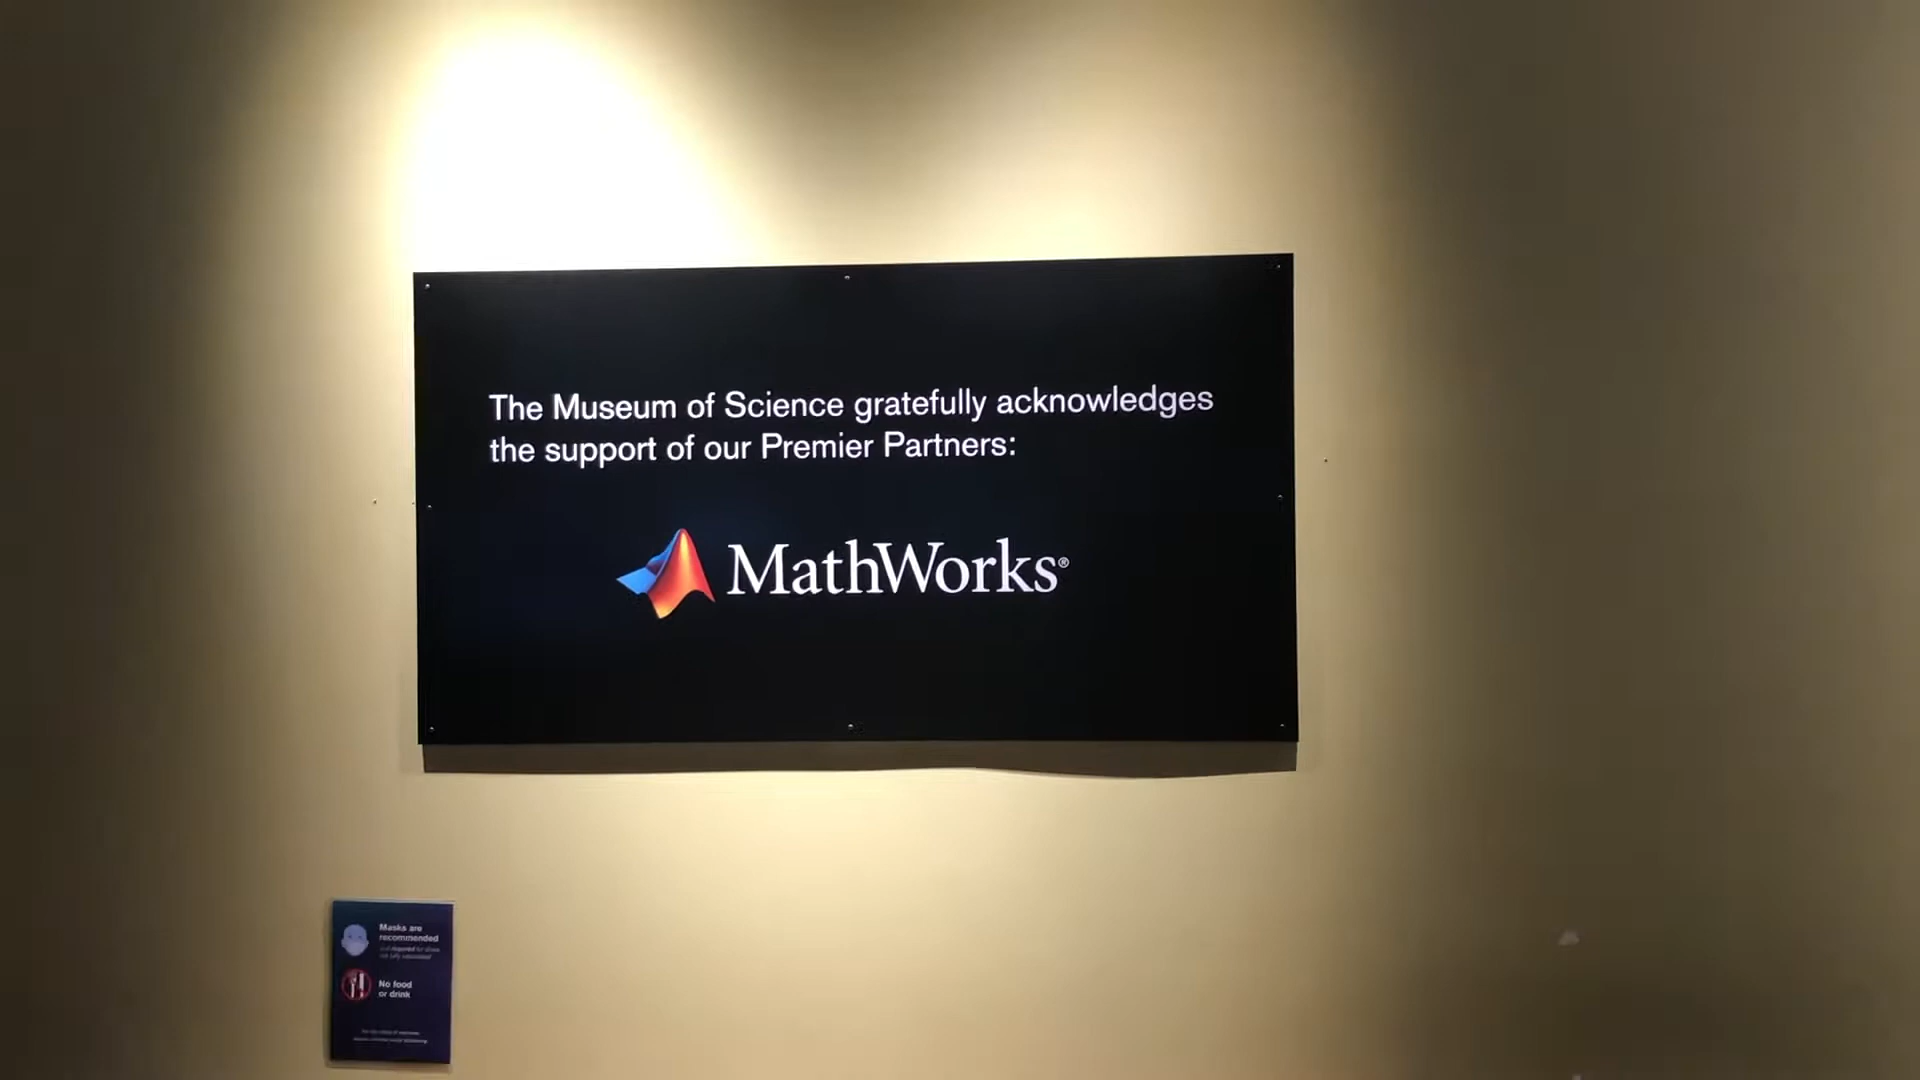 The Museum of Science gratefully acknowledges
the support of our Premier Partners:
MathWorks®
Masks are
recommended
No food
or drink